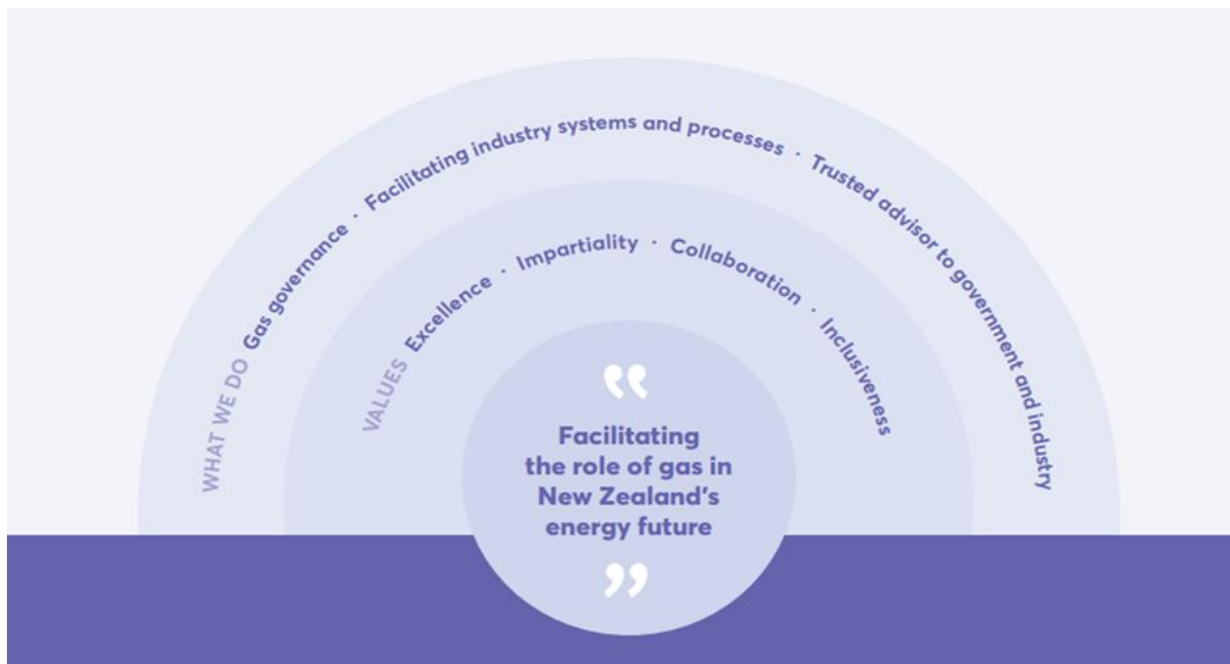 WHAT WE DO Gas governance · Facilitating industry systems and processes · Trusted advisor to government and industry
VALUES Excellence · Impartiality · Collaboration · Inclusiveness
“
Facilitating
the role of gas in
New Zealand’s
energy future
”